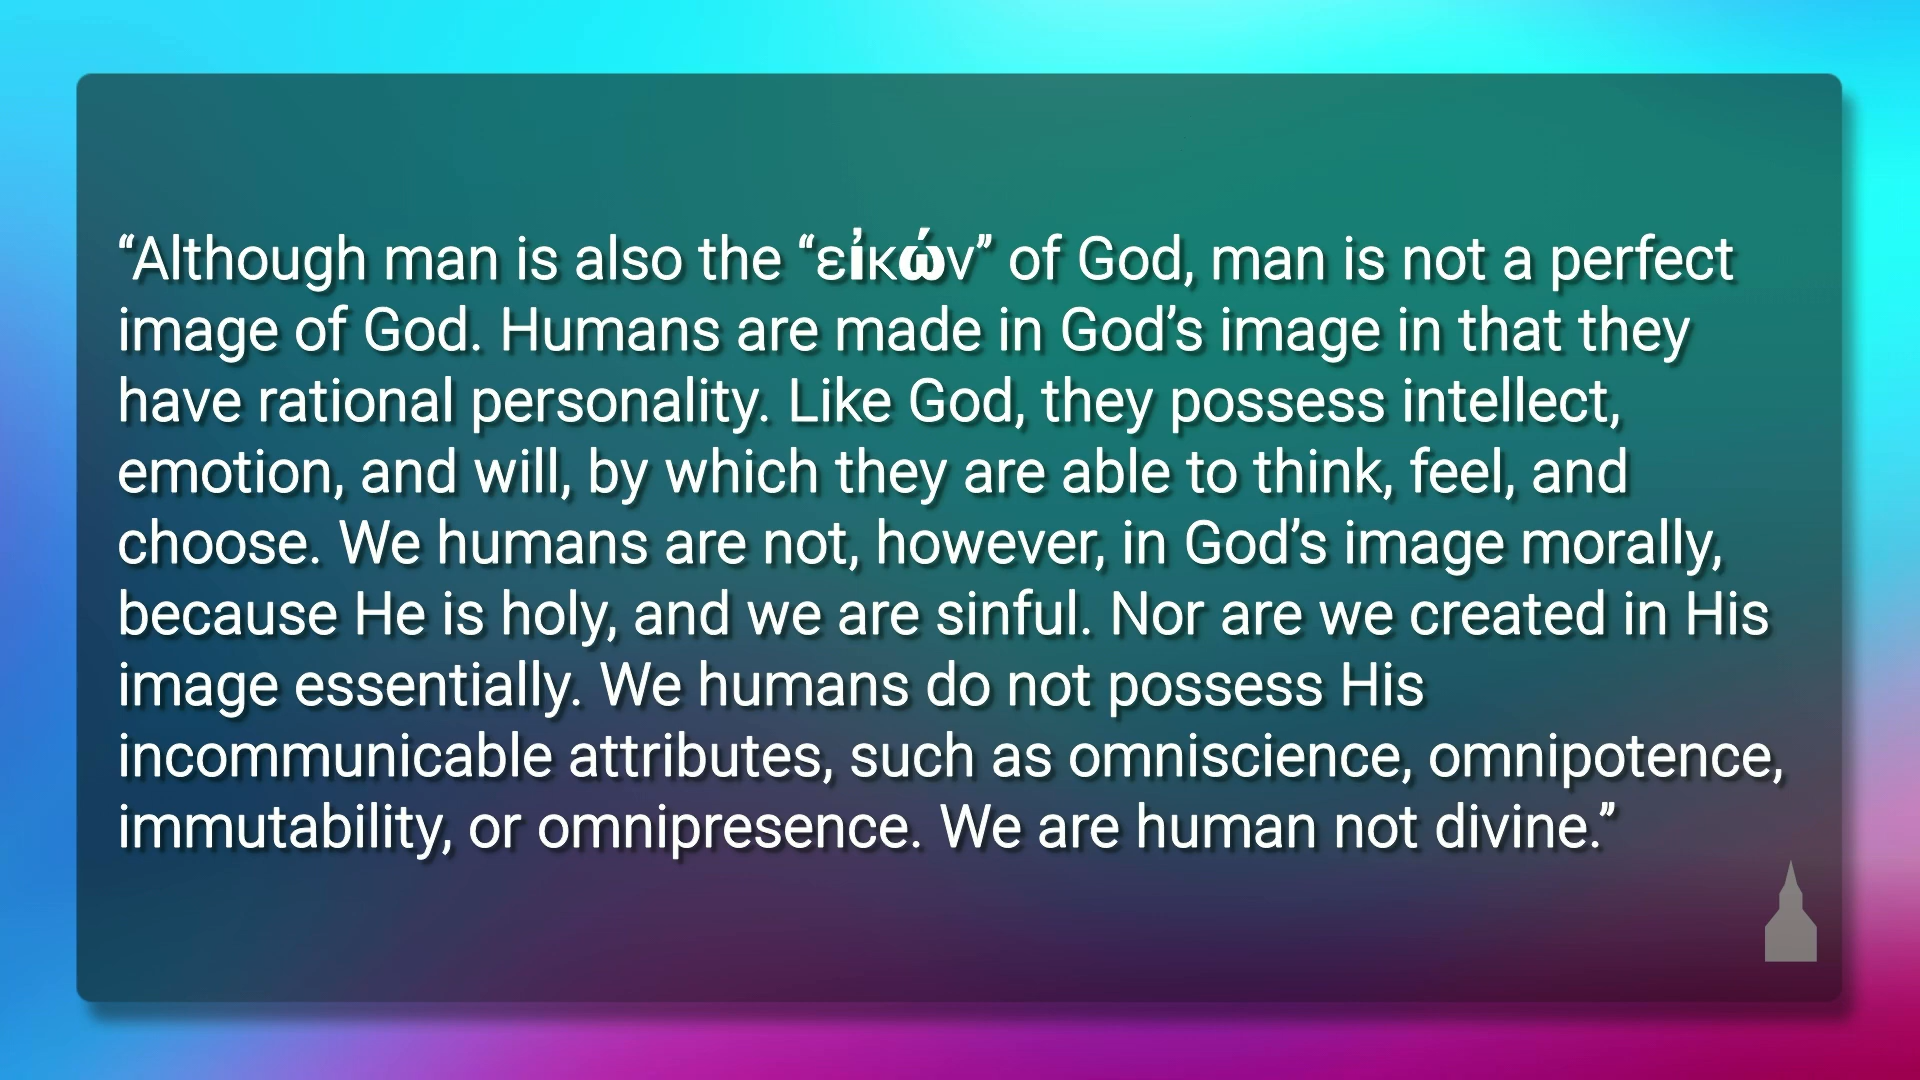 “Although man is also the “εἰκών” of God, man is not a perfect
image of God. Humans are made in God’s image in that they
have rational personality. Like God, they possess intellect,
emotion, and will, by which they are able to think, feel, and
choose. We humans are not, however, in God’s image morally,
because He is holy, and we are sinful. Nor are we created in His
image essentially. We humans do not possess His
incommunicable attributes, such as omniscience, omnipotence,
immutability, or omnipresence. We are human not divine.”